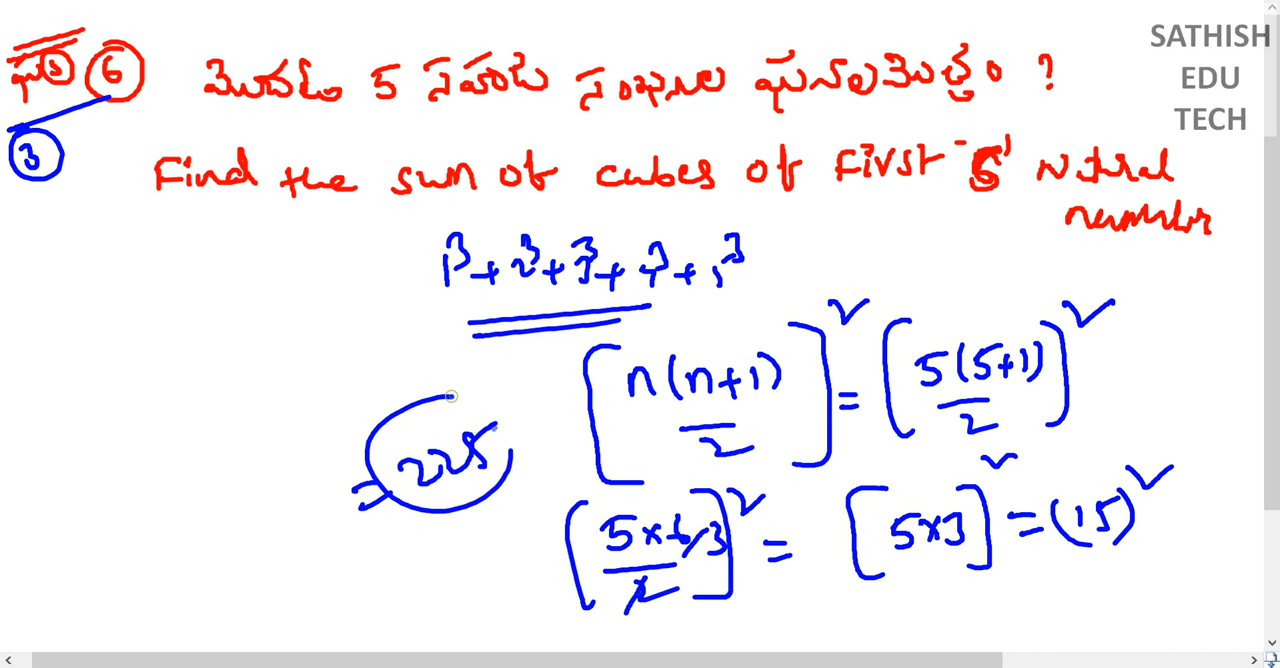 SATHISH
EDU
TECH
ఘ③ ⑥ మొదటి 5 సహజ సంఖ్యల ఘనాల మొత్తం ?
③
Find the sum of cubes of first 5 natural
number
1³+2³+3³+4³+5³
[n(n+1)/2]² = [5(5+1)/2]²
[5×6/2]² 3 = [5×3]² = (15)²
= 225